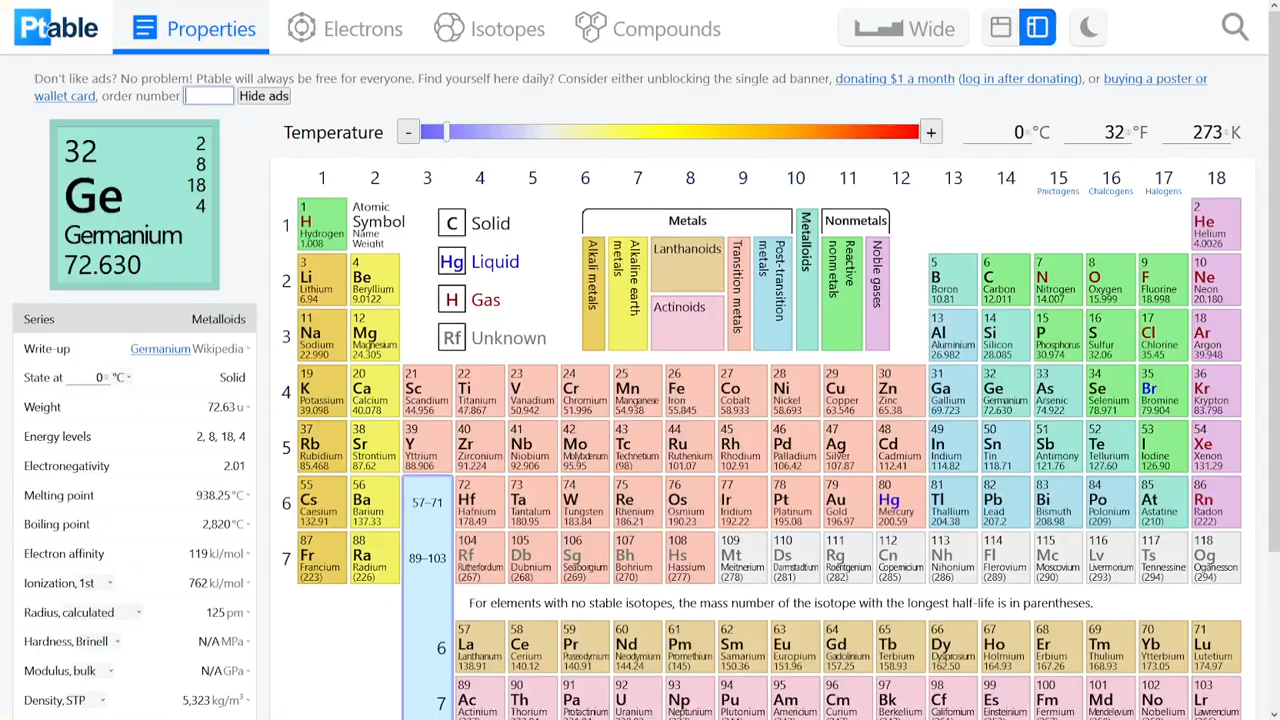 Ptable Properties Electrons Isotopes Compounds Wide
Don't like ads? No problem! Ptable will always be free for everyone. Find yourself here daily? Consider either unblocking the single ad banner, donating $1 a month (log in after donating), or buying a poster or
wallet card, order number Hide ads
Temperature - + 0 °C 32 °F 273 K
32 2
8
18
4
Ge
Germanium
72.630
Series Metalloids
Write-up Germanium Wikipedia
State at 0 °C Solid
Weight 72.63 u
Energy levels 2, 8, 18, 4
Electronegativity 2.01
Melting point 938.25 °C
Boiling point 2,820 °C
Electron affinity 119 kJ/mol
Ionization, 1st 762 kJ/mol
Radius, calculated 125 pm
Hardness, Brinell N/A MPa
Modulus, bulk N/A GPa
Density, STP 5,323 kg/m³
1 2 3 4 5 6 7 8 9 10 11 12 13 14 15 16 17 18
Pnictogens Chalcogens Halogens
Atomic
Symbol
Name
Weight
C Solid
Hg Liquid
H Gas
Rf Unknown
Metals Metalloids Nonmetals
Alkali metals
Alkaline earth metals
Lanthanoids
Actinoids
Transition metals
Post-transition metals
Reactive nonmetals
Noble gases
1
1 H Hydrogen 1.008
2 He Helium 4.0026
2
3 Li Lithium 6.94
4 Be Beryllium 9.0122
5 B Boron 10.81
6 C Carbon 12.011
7 N Nitrogen 14.007
8 O Oxygen 15.999
9 F Fluorine 18.998
10 Ne Neon 20.180
3
11 Na Sodium 22.990
12 Mg Magnesium 24.305
13 Al Aluminium 26.982
14 Si Silicon 28.085
15 P Phosphorus 30.974
16 S Sulfur 32.06
17 Cl Chlorine 35.45
18 Ar Argon 39.948
4
19 K Potassium 39.098
20 Ca Calcium 40.078
21 Sc Scandium 44.956
22 Ti Titanium 47.867
23 V Vanadium 50.942
24 Cr Chromium 51.996
25 Mn Manganese 54.938
26 Fe Iron 55.845
27 Co Cobalt 58.933
28 Ni Nickel 58.693
29 Cu Copper 63.546
30 Zn Zinc 65.38
31 Ga Gallium 69.723
32 Ge Germanium 72.630
33 As Arsenic 74.922
34 Se Selenium 78.971
35 Br Bromine 79.904
36 Kr Krypton 83.798
5
37 Rb Rubidium 85.468
38 Sr Strontium 87.62
39 Y Yttrium 88.906
40 Zr Zirconium 91.224
41 Nb Niobium 92.906
42 Mo Molybdenum 95.95
43 Tc Technetium (98)
44 Ru Ruthenium 101.07
45 Rh Rhodium 102.91
46 Pd Palladium 106.42
47 Ag Silver 107.87
48 Cd Cadmium 112.41
49 In Indium 114.82
50 Sn Tin 118.71
51 Sb Antimony 121.76
52 Te Tellurium 127.60
53 I Iodine 126.90
54 Xe Xenon 131.29
6
55 Cs Caesium 132.91
56 Ba Barium 137.33
57–71
72 Hf Hafnium 178.49
73 Ta Tantalum 180.95
74 W Tungsten 183.84
75 Re Rhenium 186.21
76 Os Osmium 190.23
77 Ir Iridium 192.22
78 Pt Platinum 195.08
79 Au Gold 196.97
80 Hg Mercury 200.59
81 Tl Thallium 204.38
82 Pb Lead 207.2
83 Bi Bismuth 208.98
84 Po Polonium (209)
85 At Astatine (210)
86 Rn Radon (222)
7
87 Fr Francium (223)
88 Ra Radium (226)
89–103
104 Rf Rutherfordium (267)
105 Db Dubnium (268)
106 Sg Seaborgium (269)
107 Bh Bohrium (270)
108 Hs Hassium (277)
109 Mt Meitnerium (278)
110 Ds Darmstadtium (281)
111 Rg Roentgenium (282)
112 Cn Copernicium (285)
113 Nh Nihonium (286)
114 Fl Flerovium (289)
115 Mc Moscovium (290)
116 Lv Livermorium (293)
117 Ts Tennessine (294)
118 Og Oganesson (294)
For elements with no stable isotopes, the mass number of the isotope with the longest half-life is in parentheses.
6
57 La Lanthanum 138.91
58 Ce Cerium 140.12
59 Pr Praseodymium 140.91
60 Nd Neodymium 144.24
61 Pm Promethium (145)
62 Sm Samarium 150.36
63 Eu Europium 151.96
64 Gd Gadolinium 157.25
65 Tb Terbium 158.93
66 Dy Dysprosium 162.50
67 Ho Holmium 164.93
68 Er Erbium 167.26
69 Tm Thulium 168.93
70 Yb Ytterbium 173.05
71 Lu Lutetium 174.97
7
89 Ac Actinium
90 Th Thorium
91 Pa Protactinium
92 U Uranium
93 Np Neptunium
94 Pu Plutonium
95 Am Americium
96 Cm Curium
97 Bk Berkelium
98 Cf Californium
99 Es Einsteinium
100 Fm Fermium
101 Md Mendelevium
102 No Nobelium
103 Lr Lawrencium